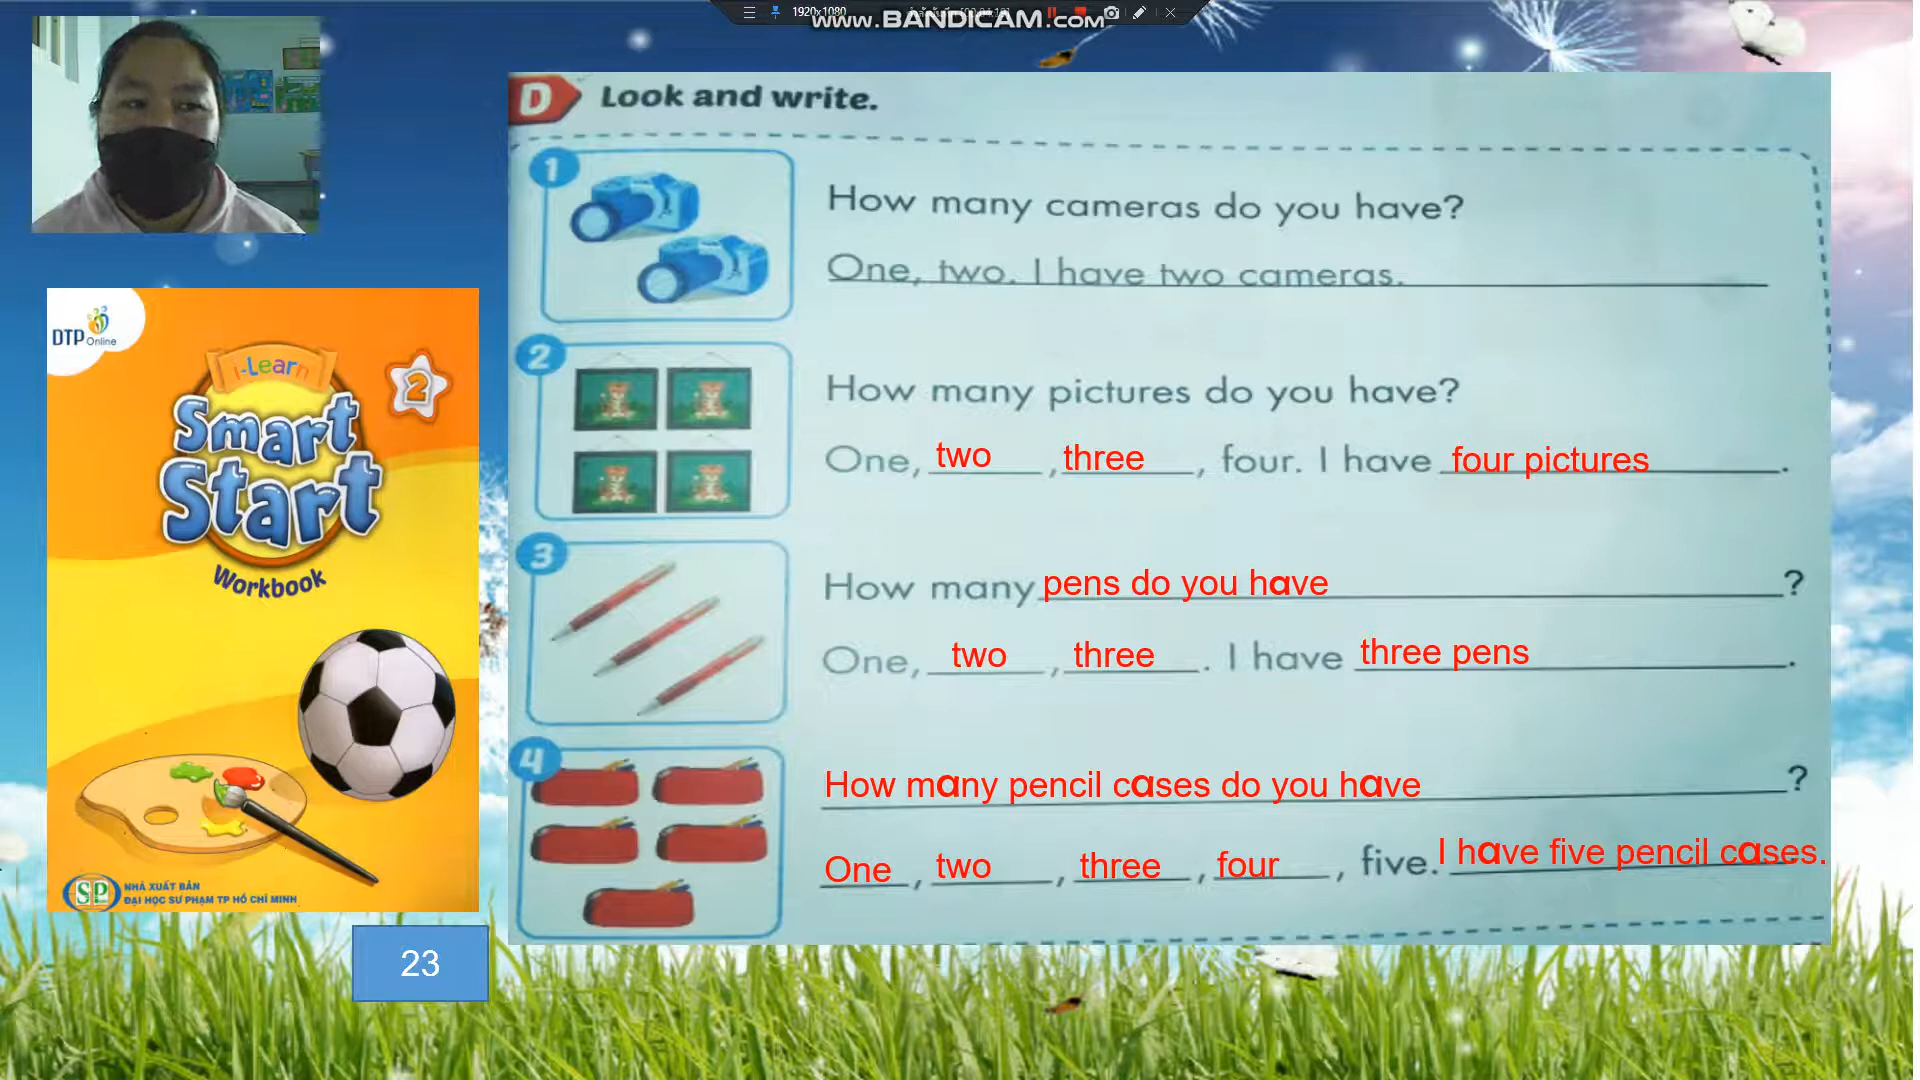 1920x1080
www.BANDICAM.com
D Look and write.
1
How many cameras do you have?
One, two. I have two cameras.
2
How many pictures do you have?
One, two, three, four. I have four pictures.
3
How many pens do you have?
One, two, three. I have three pens.
4
How many pencil cases do you have?
One, two, three, four, five. I have five pencil cases.
DTP Online
i-Learn
2
Smart
Start
Workbook
SP
NHÀ XUẤT BẢN
ĐẠI HỌC SƯ PHẠM TP HỒ CHÍ MINH
23